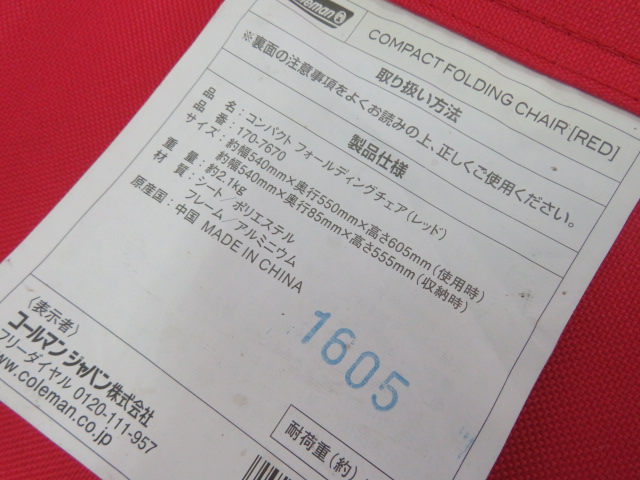 Coleman
COMPACT FOLDING CHAIR [RED]
取り扱い方法
※裏面の注意事項をよくお読みの上、正しくご使用ください。
製品仕様
品 名：コンパクト フォールディングチェア（レッド）
品 番：170-7670
サイズ：約幅540mm×奥行550mm×高さ605mm（使用時）
約幅540mm×奥行85mm×高さ555mm（収納時）
重 量：約2.1kg
材 質：シート／ポリエステル
フレーム／アルミニウム
原産国：中国 MADE IN CHINA
1605
〈表示者〉
コールマン ジャパン株式会社
フリーダイヤル 0120-111-957
www.coleman.co.jp
耐荷重（約）